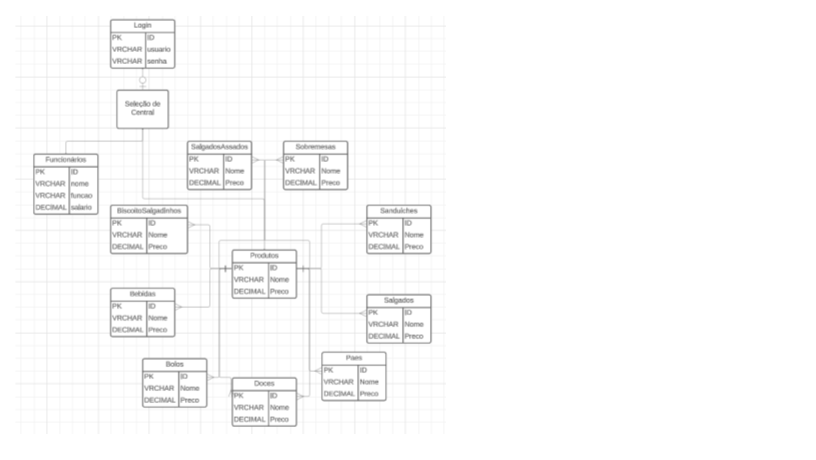 Login
PK ID
VRCHAR usuario
VRCHAR senha
Seleção de
Central
SalgadosAssados
PK ID
VRCHAR Nome
DECIMAL Preco
Sobremesas
PK ID
VRCHAR Nome
DECIMAL Preco
Funcionários
PK ID
VRCHAR nome
VRCHAR funcao
DECIMAL salario
BiscoitoSalgadinhos
PK ID
VRCHAR Nome
DECIMAL Preco
Sanduíches
PK ID
VRCHAR Nome
DECIMAL Preco
Produtos
PK ID
VRCHAR Nome
DECIMAL Preco
Bebidas
PK ID
VRCHAR Nome
DECIMAL Preco
Salgados
PK ID
VRCHAR Nome
DECIMAL Preco
Bolos
PK ID
VRCHAR Nome
DECIMAL Preco
Paes
PK ID
VRCHAR Nome
DECIMAL Preco
Doces
PK ID
VRCHAR Nome
DECIMAL Preco